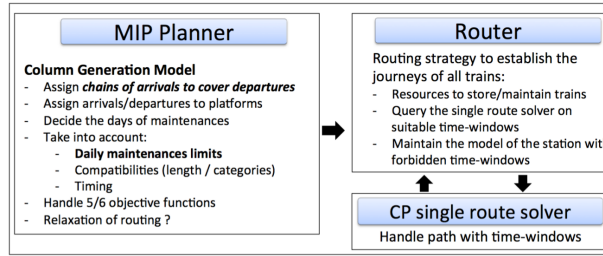 MIP Planner
Column Generation Model
- Assign chains of arrivals to cover departures
- Assign arrivals/departures to platforms
- Decide the days of maintenances
- Take into account:
- Daily maintenances limits
- Compatibilities (length / categories)
- Timing
- Handle 5/6 objective functions
- Relaxation of routing ?
Router
Routing strategy to establish the
journeys of all trains:
- Resources to store/maintain trains
- Query the single route solver on
suitable time-windows
- Maintain the model of the station wit
forbidden time-windows
CP single route solver
Handle path with time-windows